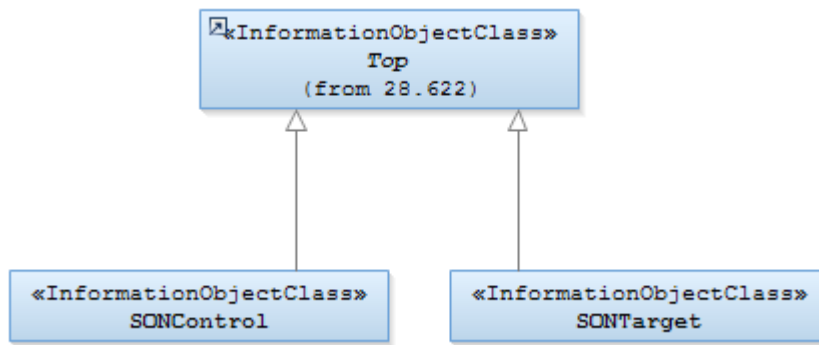 «InformationObjectClass»
Top
(from 28.622)
«InformationObjectClass»
SONControl
«InformationObjectClass»
SONTarget